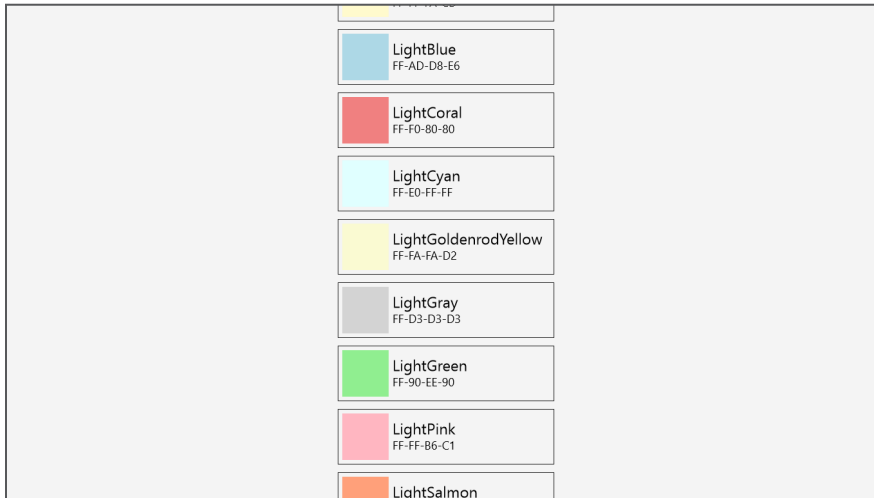 LightBlue
FF-AD-D8-E6
LightCoral
FF-F0-80-80
LightCyan
FF-E0-FF-FF
LightGoldenrodYellow
FF-FA-FA-D2
LightGray
FF-D3-D3-D3
LightGreen
FF-90-EE-90
LightPink
FF-FF-B6-C1
LightSalmon